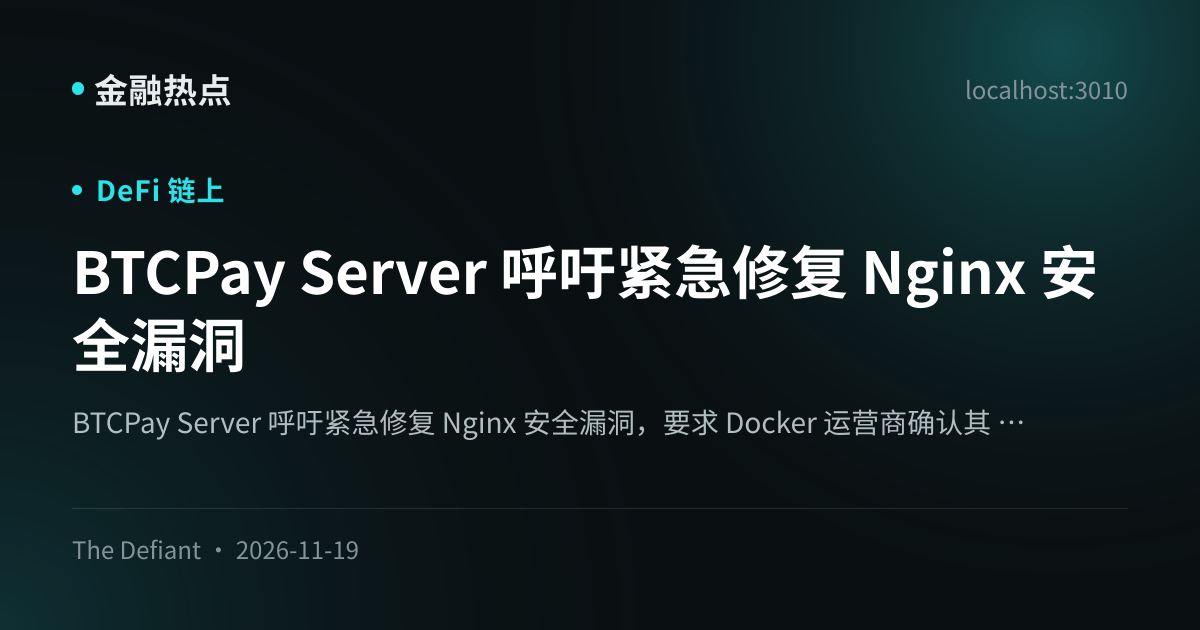 金融热点
localhost:3010
DeFi 链上
BTCPay Server 呼吁紧急修复 Nginx 安
全漏洞
BTCPay Server 呼吁紧急修复 Nginx 安全漏洞，要求 Docker 运营商确认其 …
The Defiant · 2026-11-19